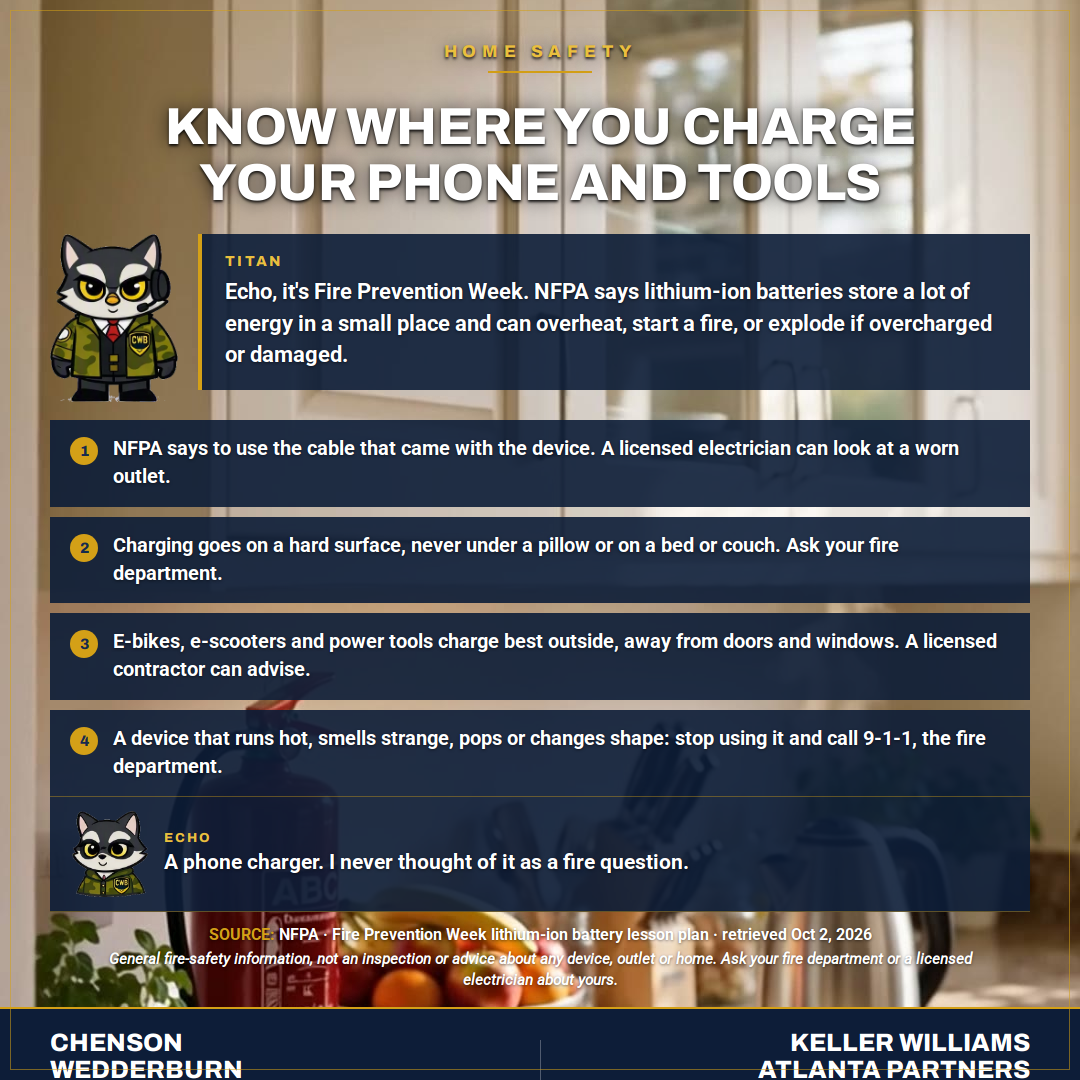 HOME SAFETY
KNOW WHERE YOU CHARGE
YOUR PHONE AND TOOLS
TITAN
Echo, it's Fire Prevention Week. NFPA says lithium-ion batteries store a lot of
energy in a small place and can overheat, start a fire, or explode if overcharged
or damaged.
CWB
1 NFPA says to use the cable that came with the device. A licensed electrician can look at a worn
outlet.
2 Charging goes on a hard surface, never under a pillow or on a bed or couch. Ask your fire
department.
3 E-bikes, e-scooters and power tools charge best outside, away from doors and windows. A licensed
contractor can advise.
4 A device that runs hot, smells strange, pops or changes shape: stop using it and call 9-1-1, the fire
department.
ECHO
A phone charger. I never thought of it as a fire question.
CWB
ABC
SOURCE: NFPA · Fire Prevention Week lithium-ion battery lesson plan · retrieved Oct 2, 2026
General fire-safety information, not an inspection or advice about any device, outlet or home. Ask your fire department or a licensed
electrician about yours.
CHENSON
WEDDERBURN
KELLER WILLIAMS
ATLANTA PARTNERS